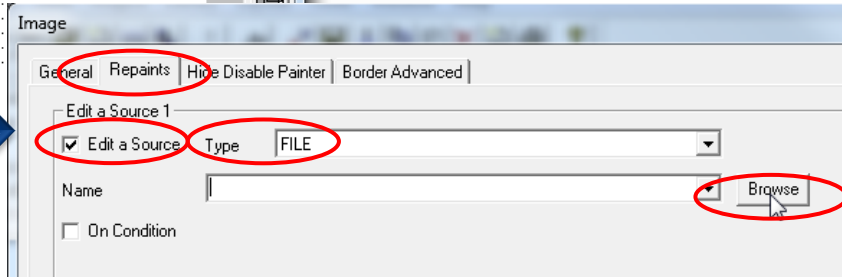 Image
General Repaints Hide Disable Painter Border Advanced
Edit a Source 1
Edit a Source Type FILE
Name Browse
On Condition